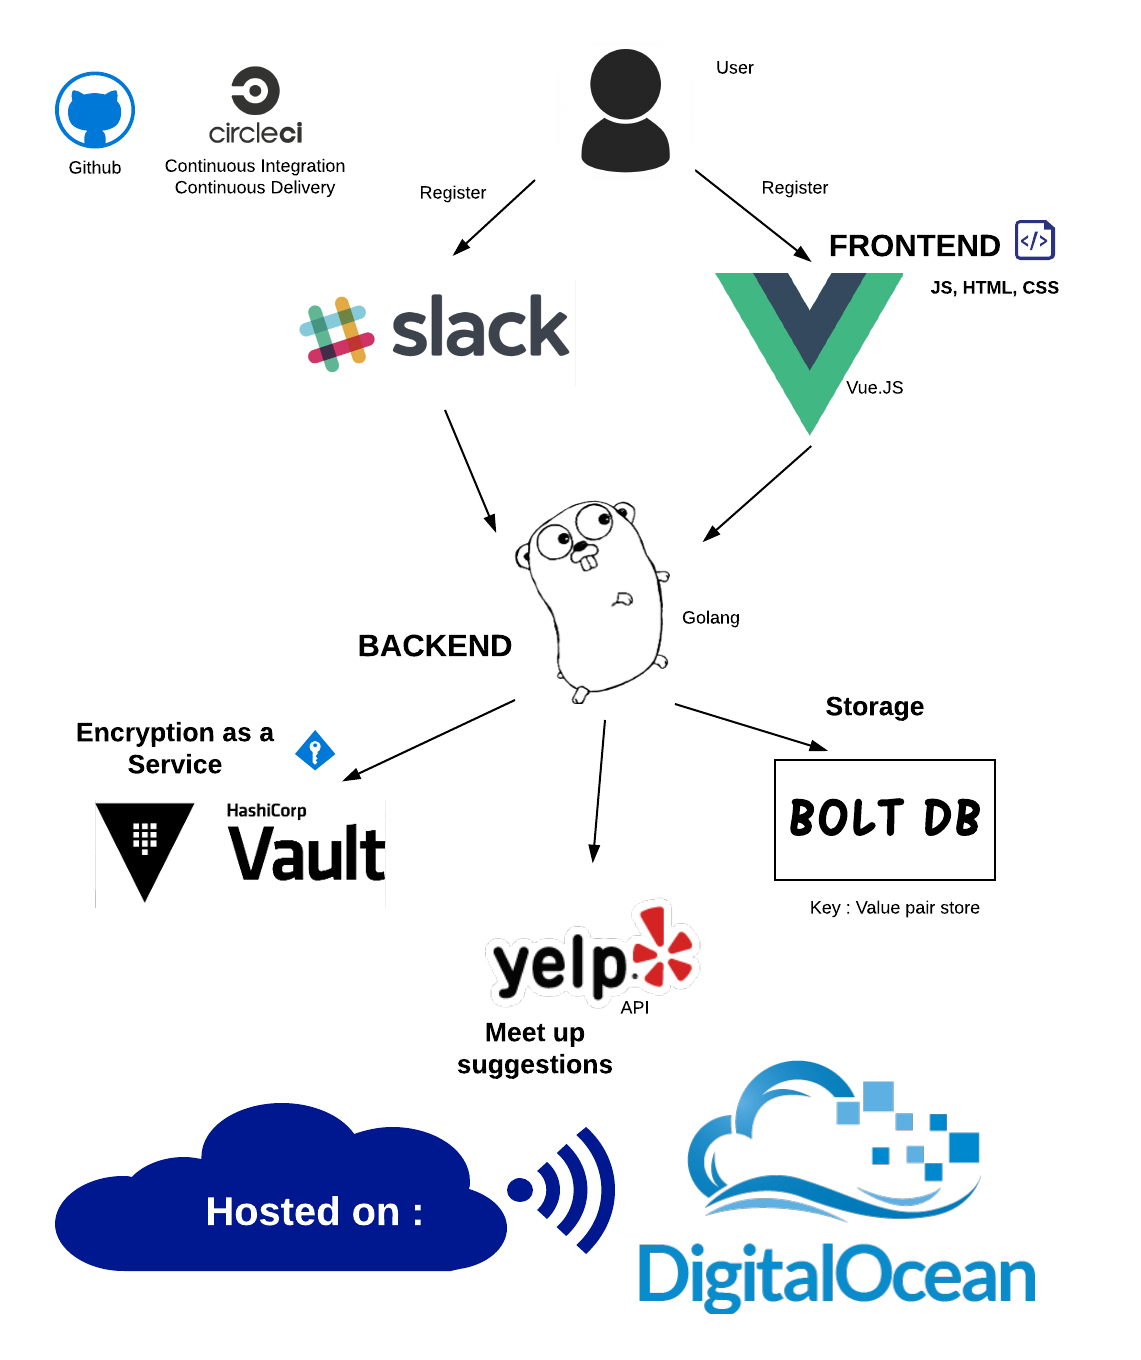 User
Github
circleci
Continuous Integration
Continuous Delivery
Register
Register
FRONTEND
</>
JS, HTML, CSS
slack
Vue.JS
Golang
BACKEND
Encryption as a
Service
HashiCorp
Vault
Storage
BOLT DB
Key : Value pair store
yelp
API
Meet up
suggestions
Hosted on :
DigitalOcean